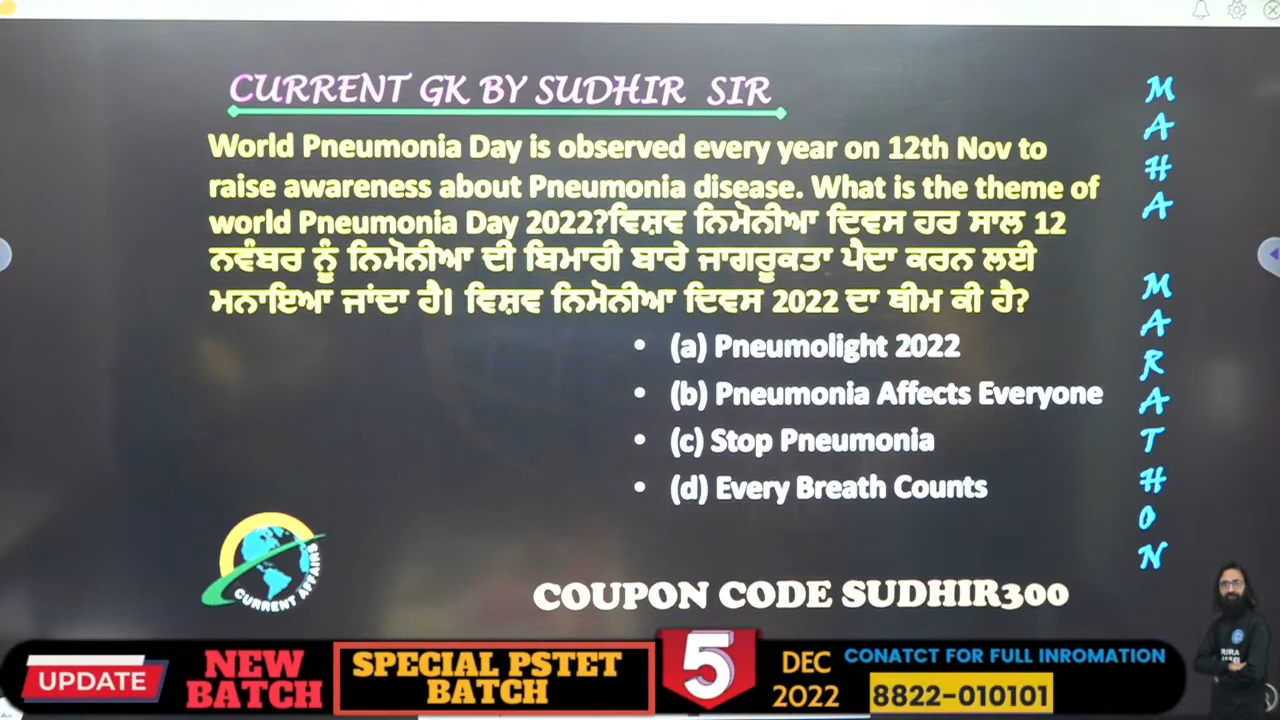 CURRENT GK BY SUDHIR SIR
World Pneumonia Day is observed every year on 12th Nov to
raise awareness about Pneumonia disease. What is the theme of
world Pneumonia Day 2022?ਵਿਸ਼ਵ ਨਿਮੋਨੀਆ ਦਿਵਸ ਹਰ ਸਾਲ 12
ਨਵੰਬਰ ਨੂੰ ਨਿਮੋਨੀਆ ਦੀ ਬਿਮਾਰੀ ਬਾਰੇ ਜਾਗਰੂਕਤਾ ਪੈਦਾ ਕਰਨ ਲਈ
ਮਨਾਇਆ ਜਾਂਦਾ ਹੈ। ਵਿਸ਼ਵ ਨਿਮੋਨੀਆ ਦਿਵਸ 2022 ਦਾ ਥੀਮ ਕੀ ਹੈ?
• (a) Pneumolight 2022
• (b) Pneumonia Affects Everyone
• (c) Stop Pneumonia
• (d) Every Breath Counts
MAHA MARATHON
CURRENT AFFAIRS
COUPON CODE SUDHIR300
UPDATE
NEW
BATCH
SPECIAL PSTET
BATCH
5
DEC
2022
CONATCT FOR FULL INROMATION
8822-010101